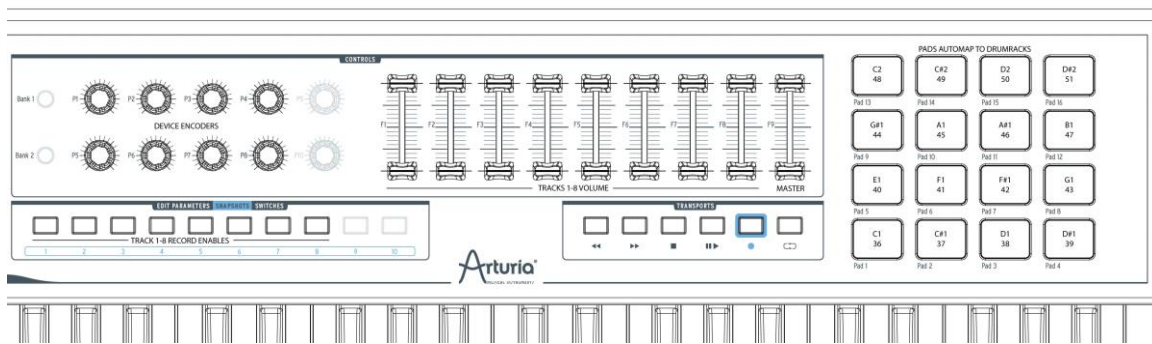 CONTROLS
PADS AUTOMAP TO DRUMRACKS
Bank 1
P1 P2 P3 P4 P5
DEVICE ENCODERS
Bank 2
P5 P6 P7 P8 P10
F1 F2 F3 F4 F5 F6 F7 F8 F9
TRACKS 1-8 VOLUME
MASTER
EDIT PARAMETERS SNAPSHOTS SWITCHES
TRACK 1-8 RECORD ENABLES
1 2 3 4 5 6 7 8 9 10
TRANSPORTS
Arturia
MUSICAL INSTRUMENTS
C2 C#2 D2 D#2
48 49 50 51
Pad 13 Pad 14 Pad 15 Pad 16
G#1 A1 A#1 B1
44 45 46 47
Pad 9 Pad 10 Pad 11 Pad 12
E1 F1 F#1 G1
40 41 42 43
Pad 5 Pad 6 Pad 7 Pad 8
C1 C#1 D1 D#1
36 37 38 39
Pad 1 Pad 2 Pad 3 Pad 4